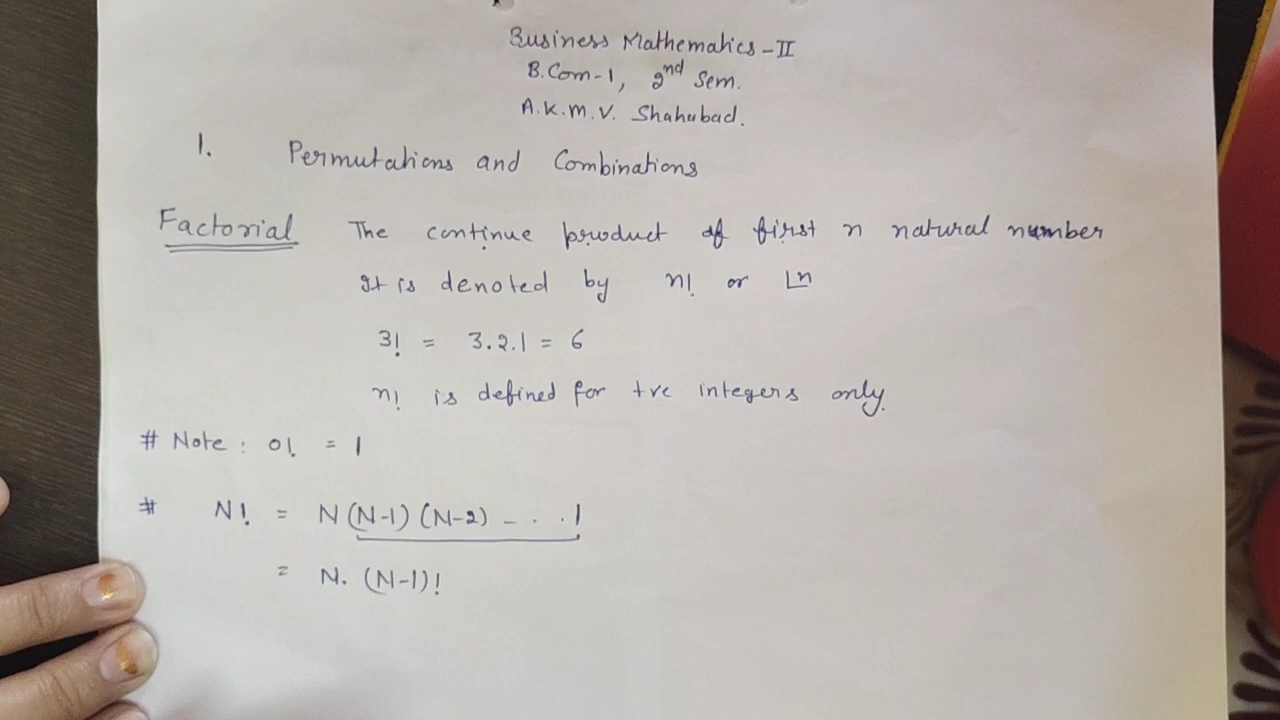 Business Mathematics - II
B.Com-1, 2nd Sem.
A.K.M.V. Shahabad.
1. Permutations and Combinations
Factorial The continue product of first n natural number
It is denoted by n! or ⌊n
3! = 3.2.1 = 6
n! is defined for +ve integers only.
# Note : 0! = 1
# N! = N(N-1)(N-2) - . . 1
= N. (N-1)!